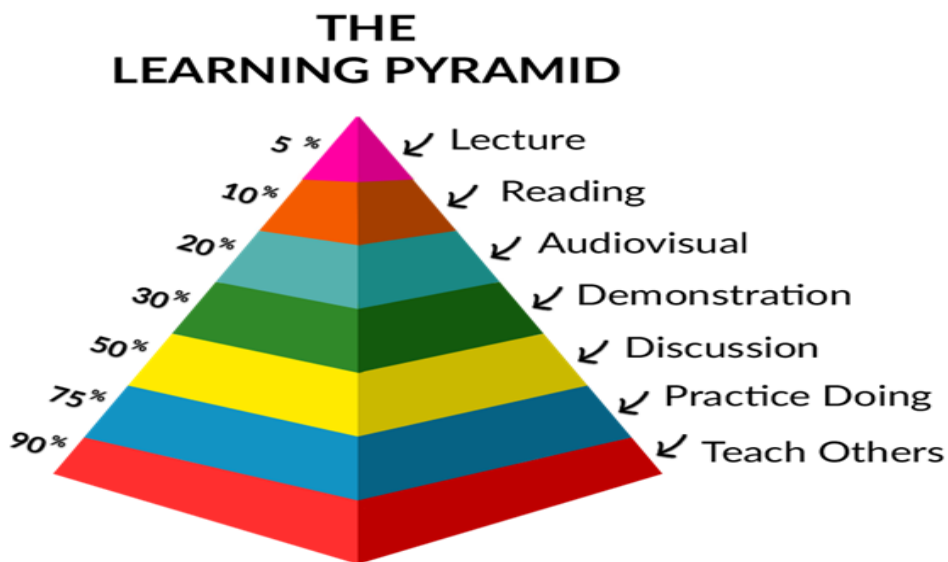 THE
LEARNING PYRAMID
5 % Lecture
10% Reading
20% Audiovisual
30% Demonstration
50% Discussion
75% Practice Doing
90% Teach Others